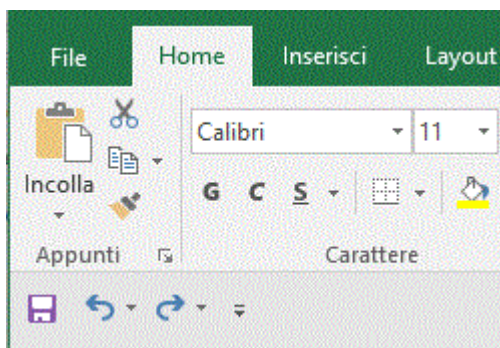 File Home Inserisci Layout
Calibri 11
Incolla
G C S
Appunti Carattere